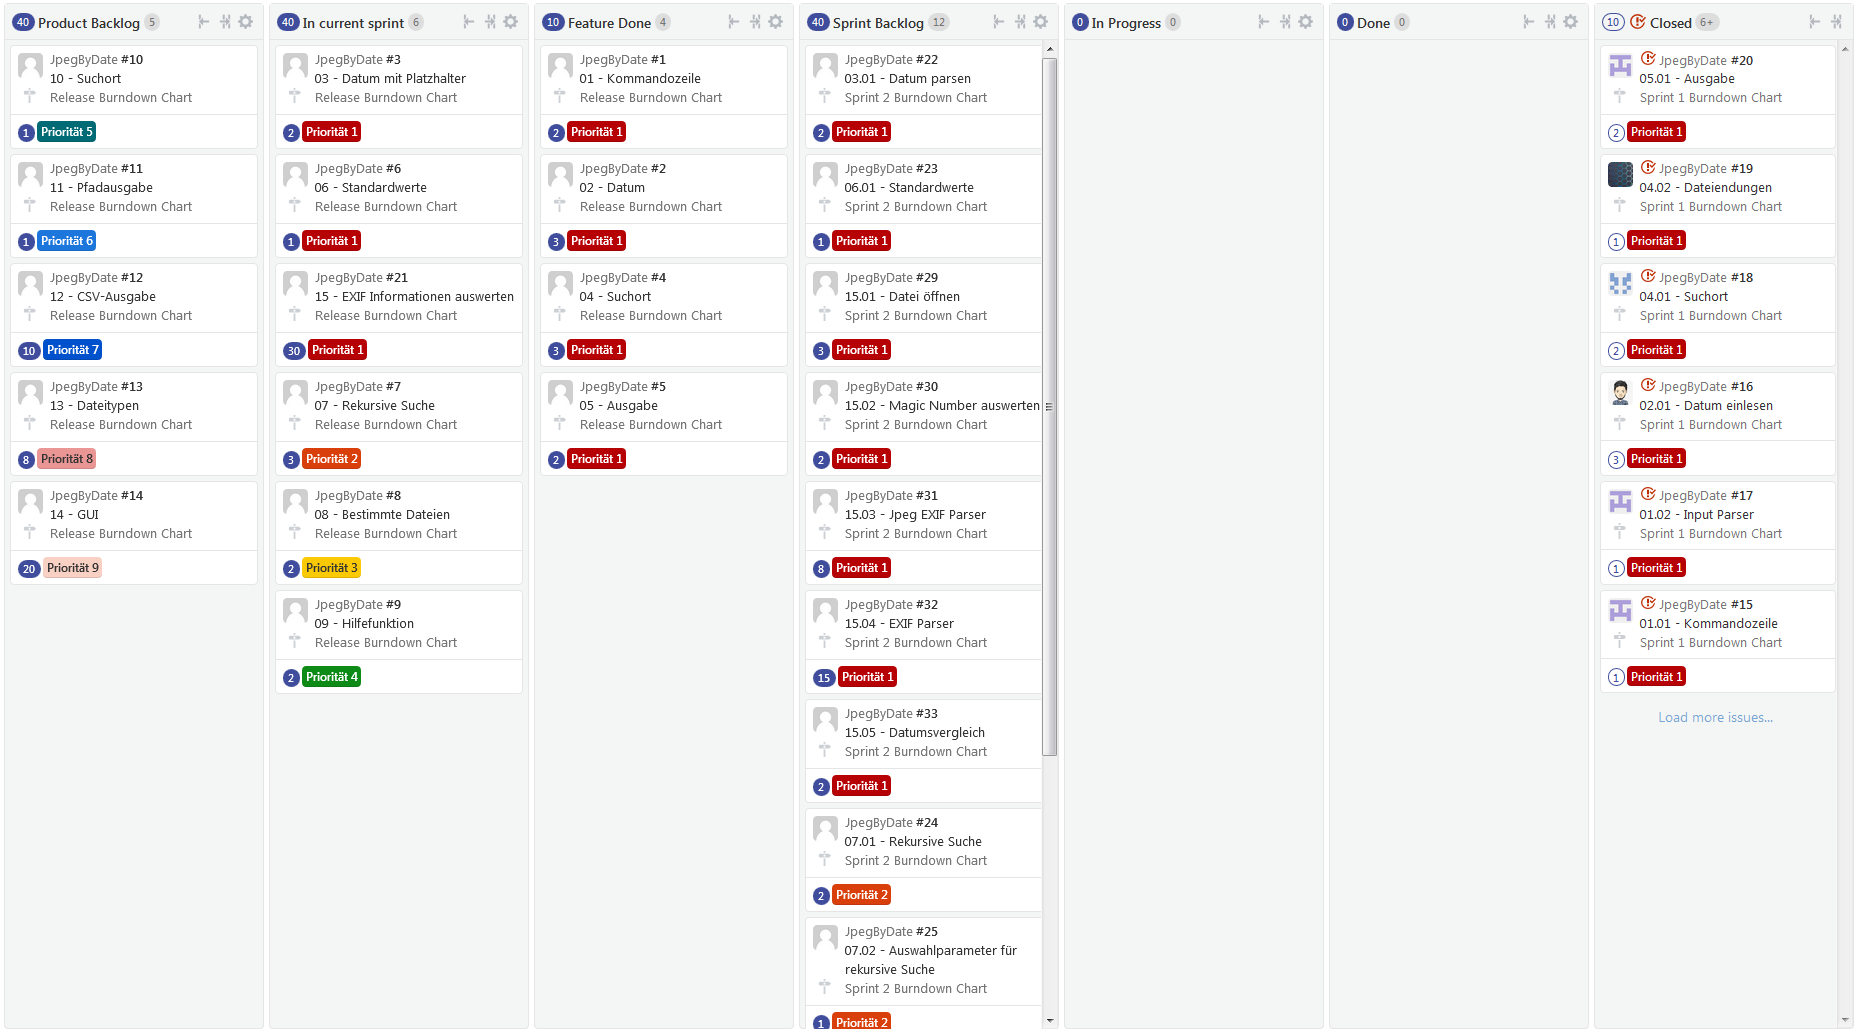 40 Product Backlog 5
JpegByDate #10
10 - Suchort
Release Burndown Chart
1 Priorität 5
JpegByDate #11
11 - Pfadausgabe
Release Burndown Chart
1 Priorität 6
JpegByDate #12
12 - CSV-Ausgabe
Release Burndown Chart
10 Priorität 7
JpegByDate #13
13 - Dateitypen
Release Burndown Chart
8 Priorität 8
JpegByDate #14
14 - GUI
Release Burndown Chart
20 Priorität 9
40 In current sprint 6
JpegByDate #3
03 - Datum mit Platzhalter
Release Burndown Chart
2 Priorität 1
JpegByDate #6
06 - Standardwerte
Release Burndown Chart
1 Priorität 1
JpegByDate #21
15 - EXIF Informationen auswerten
Release Burndown Chart
30 Priorität 1
JpegByDate #7
07 - Rekursive Suche
Release Burndown Chart
3 Priorität 2
JpegByDate #8
08 - Bestimmte Dateien
Release Burndown Chart
2 Priorität 3
JpegByDate #9
09 - Hilfefunktion
Release Burndown Chart
2 Priorität 4
10 Feature Done 4
JpegByDate #1
01 - Kommandozeile
Release Burndown Chart
2 Priorität 1
JpegByDate #2
02 - Datum
Release Burndown Chart
3 Priorität 1
JpegByDate #4
04 - Suchort
Release Burndown Chart
3 Priorität 1
JpegByDate #5
05 - Ausgabe
Release Burndown Chart
2 Priorität 1
40 Sprint Backlog 12
JpegByDate #22
03.01 - Datum parsen
Sprint 2 Burndown Chart
2 Priorität 1
JpegByDate #23
06.01 - Standardwerte
Sprint 2 Burndown Chart
1 Priorität 1
JpegByDate #29
15.01 - Datei öffnen
Sprint 2 Burndown Chart
3 Priorität 1
JpegByDate #30
15.02 - Magic Number auswerten
Sprint 2 Burndown Chart
2 Priorität 1
JpegByDate #31
15.03 - Jpeg EXIF Parser
Sprint 2 Burndown Chart
8 Priorität 1
JpegByDate #32
15.04 - EXIF Parser
Sprint 2 Burndown Chart
15 Priorität 1
JpegByDate #33
15.05 - Datumsvergleich
Sprint 2 Burndown Chart
2 Priorität 1
JpegByDate #24
07.01 - Rekursive Suche
Sprint 2 Burndown Chart
2 Priorität 2
JpegByDate #25
07.02 - Auswahlparameter für
rekursive Suche
Sprint 2 Burndown Chart
1 Priorität 2
0 In Progress 0
0 Done 0
10 Closed 6+
JpegByDate #20
05.01 - Ausgabe
Sprint 1 Burndown Chart
2 Priorität 1
JpegByDate #19
04.02 - Dateiendungen
Sprint 1 Burndown Chart
1 Priorität 1
JpegByDate #18
04.01 - Suchort
Sprint 1 Burndown Chart
2 Priorität 1
JpegByDate #16
02.01 - Datum einlesen
Sprint 1 Burndown Chart
3 Priorität 1
JpegByDate #17
01.02 - Input Parser
Sprint 1 Burndown Chart
1 Priorität 1
JpegByDate #15
01.01 - Kommandozeile
Sprint 1 Burndown Chart
1 Priorität 1
Load more issues...